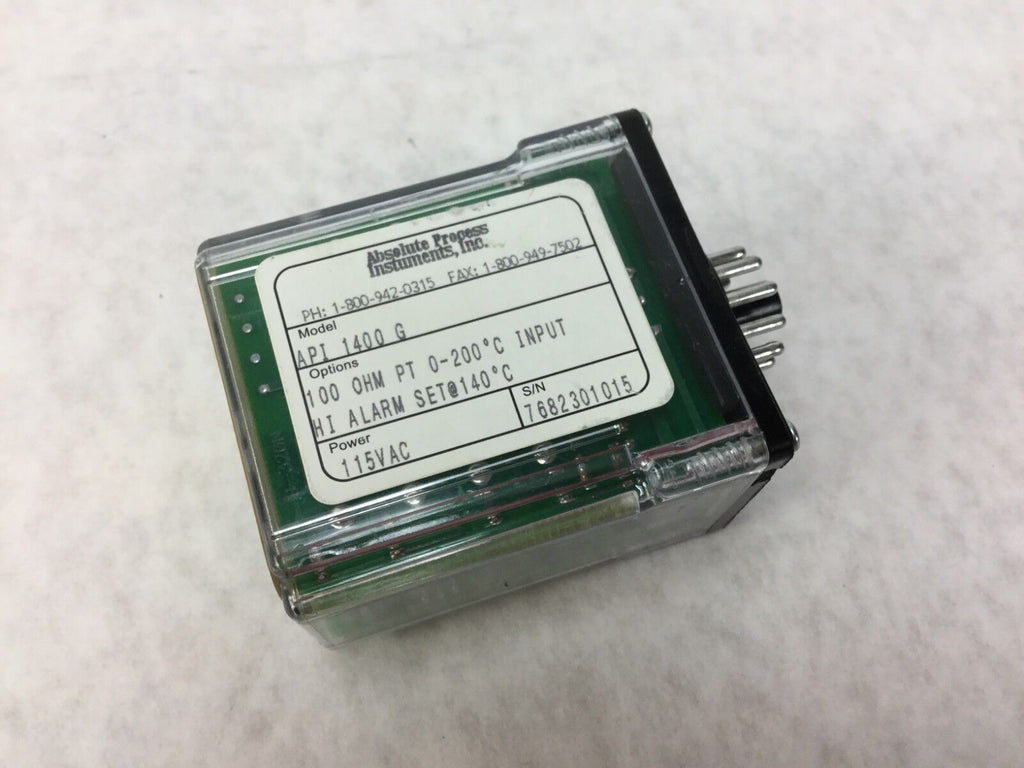 Absolute Process
Instuments, Inc.
PH: 1-800-942-0315 FAX: 1-800-949-7502
Model
API 1400 G
Options
100 OHM PT 0-200°C INPUT
HI ALARM SET@140°C
Power
115VAC
S/N
7682301015